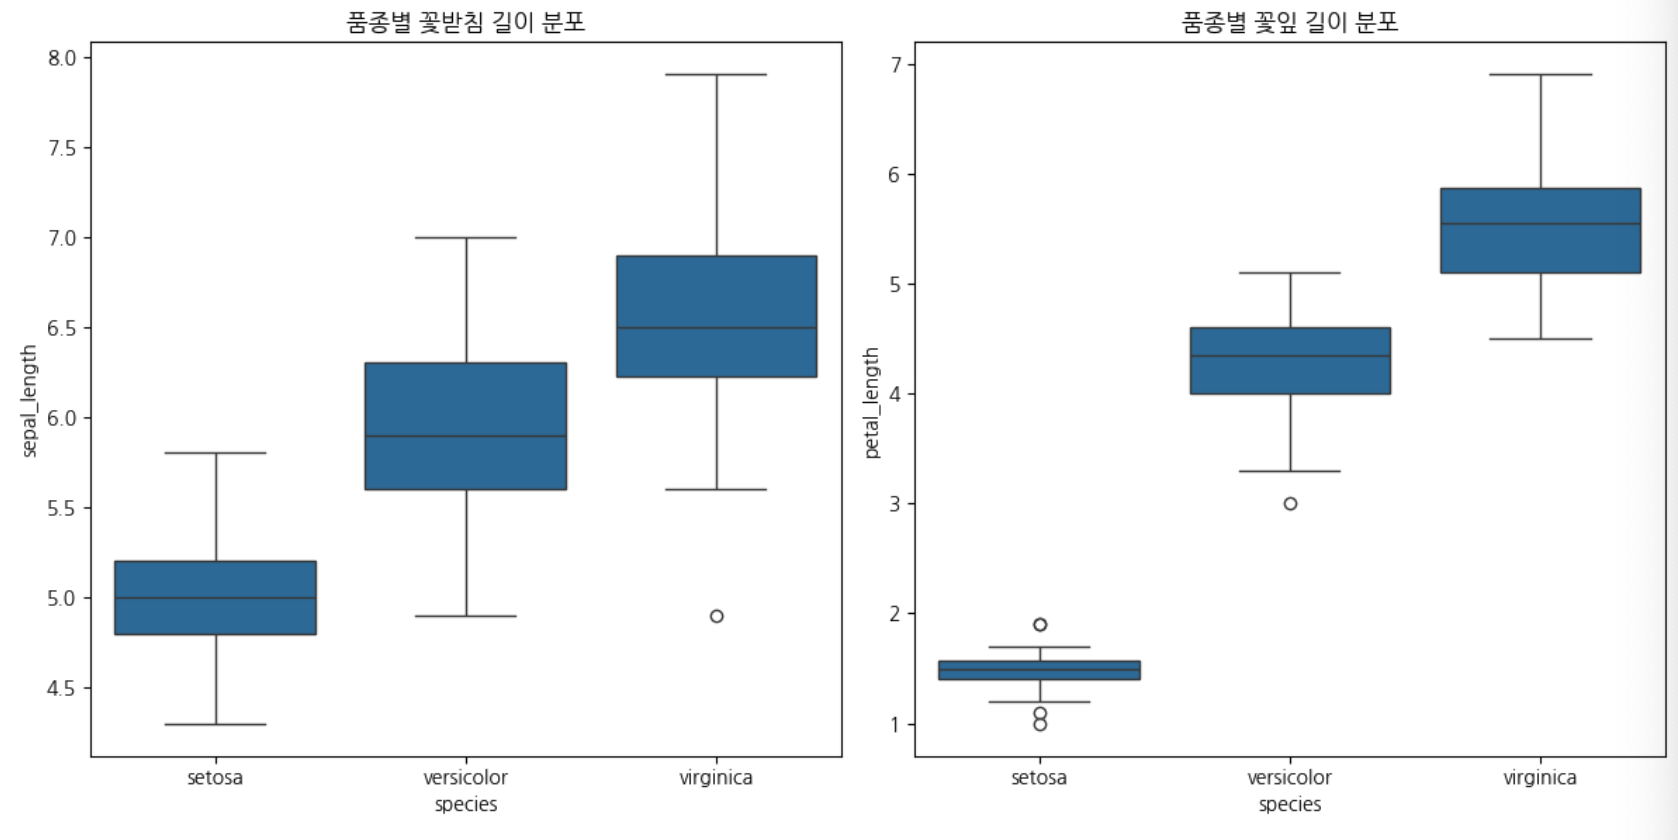 품종별 꽃받침 길이 분포
8.0
7.5
7.0
6.5
6.0
5.5
5.0
4.5
sepal_length
setosa versicolor virginica
species
품종별 꽃잎 길이 분포
7
6
5
4
3
2
1
petal_length
setosa versicolor virginica
species